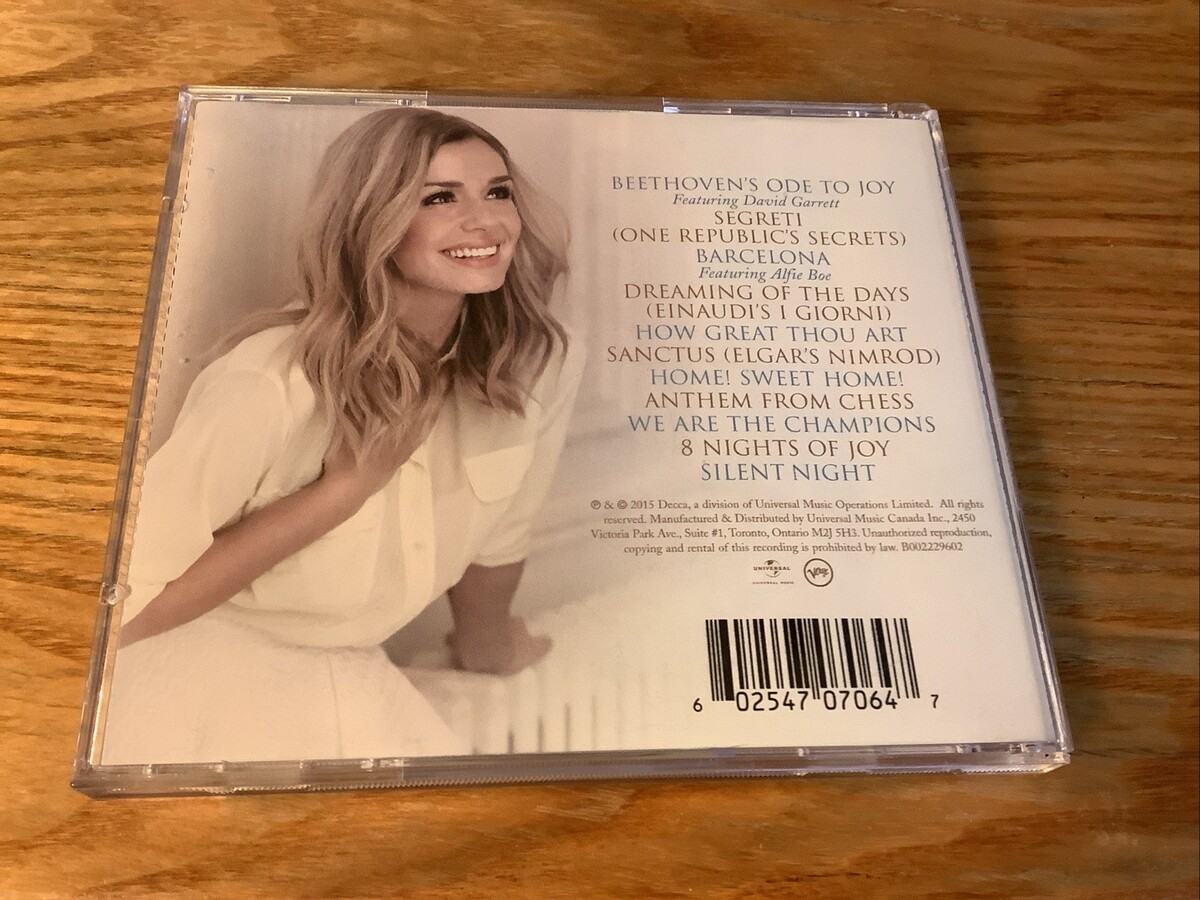 BEETHOVEN'S ODE TO JOY
Featuring David Garrett
SEGRETI
(ONE REPUBLIC'S SECRETS)
BARCELONA
Featuring Alfie Boe
DREAMING OF THE DAYS
(EINAUDI'S I GIORNI)
HOW GREAT THOU ART
SANCTUS (ELGAR'S NIMROD)
HOME! SWEET HOME!
ANTHEM FROM CHESS
WE ARE THE CHAMPIONS
8 NIGHTS OF JOY
SILENT NIGHT
℗ & © 2015 Decca, a division of Universal Music Operations Limited. All rights
reserved. Manufactured & Distributed by Universal Music Canada Inc., 2450
Victoria Park Ave., Suite #1, Toronto, Ontario M2J 5H3. Unauthorized reproduction,
copying and rental of this recording is prohibited by law. B002229602
UNIVERSAL
UNIVERSAL MUSIC
Verve
6 02547 07064 7